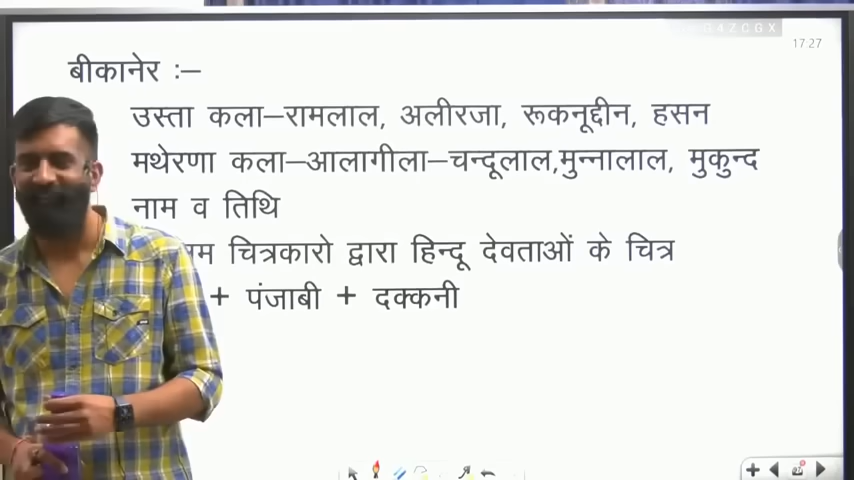 17:27
बीकानेर :–
उस्ता कला–रामलाल, अलीरजा, रूकनूद्दीन, हसन
मथेरणा कला–आलागीला–चन्दूलाल,मुन्नालाल, मुकुन्द
नाम व तिथि
चित्रकारो द्वारा हिन्दू देवताओं के चित्र
+ पंजाबी + दक्कनी